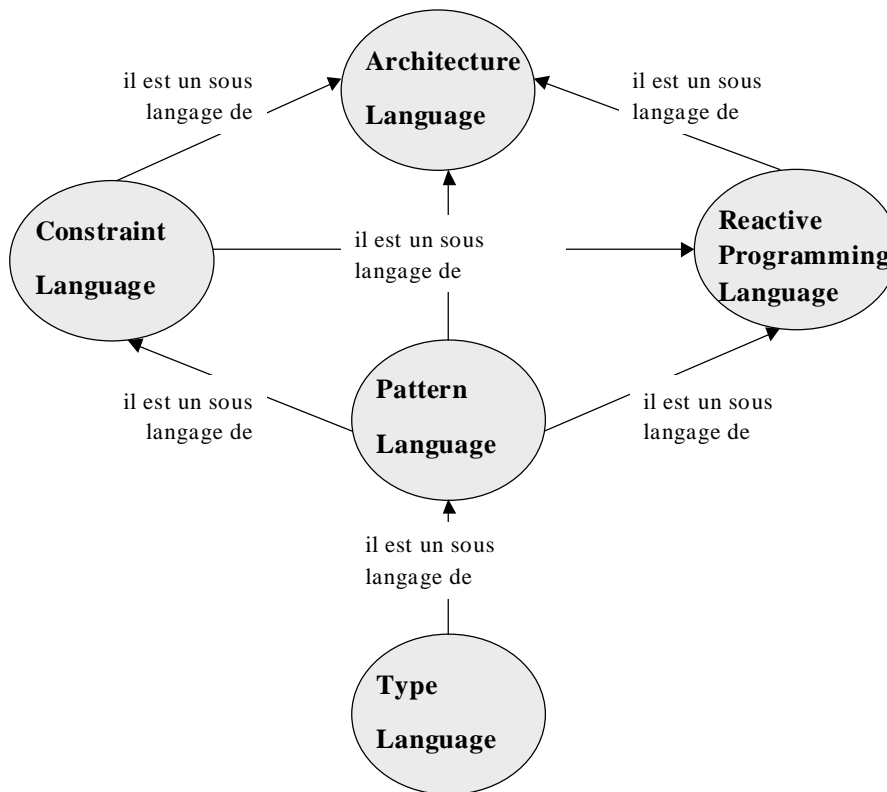 Architecture
Language
il est un sous
langage de
il est un sous
langage de
Constraint
Language
il est un sous
langage de
Reactive
Programming
Language
il est un sous
langage de
Pattern
Language
il est un sous
langage de
il est un sous
langage de
Type
Language